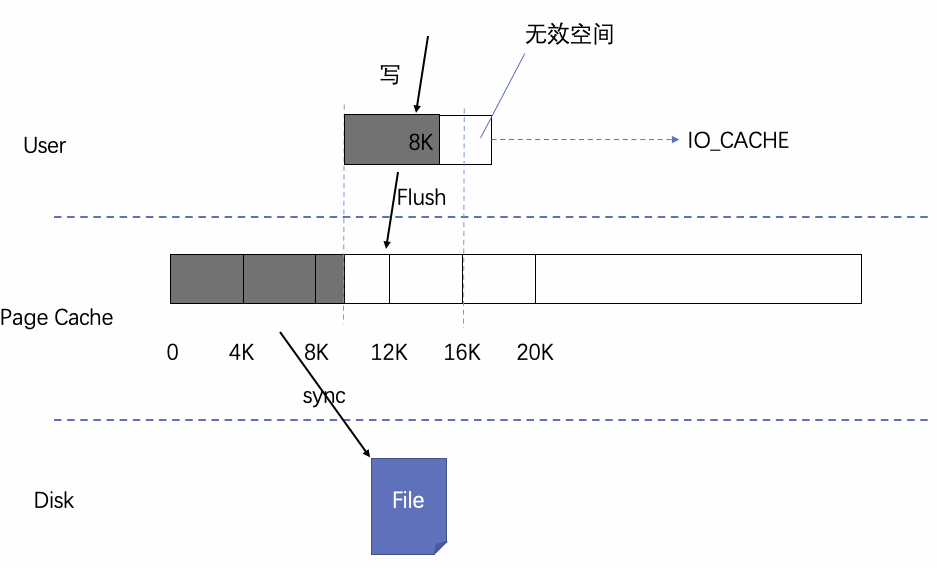 无效空间
写
User
8K
IO_CACHE
Flush
Page Cache
0 4K 8K 12K 16K 20K
sync
Disk
File